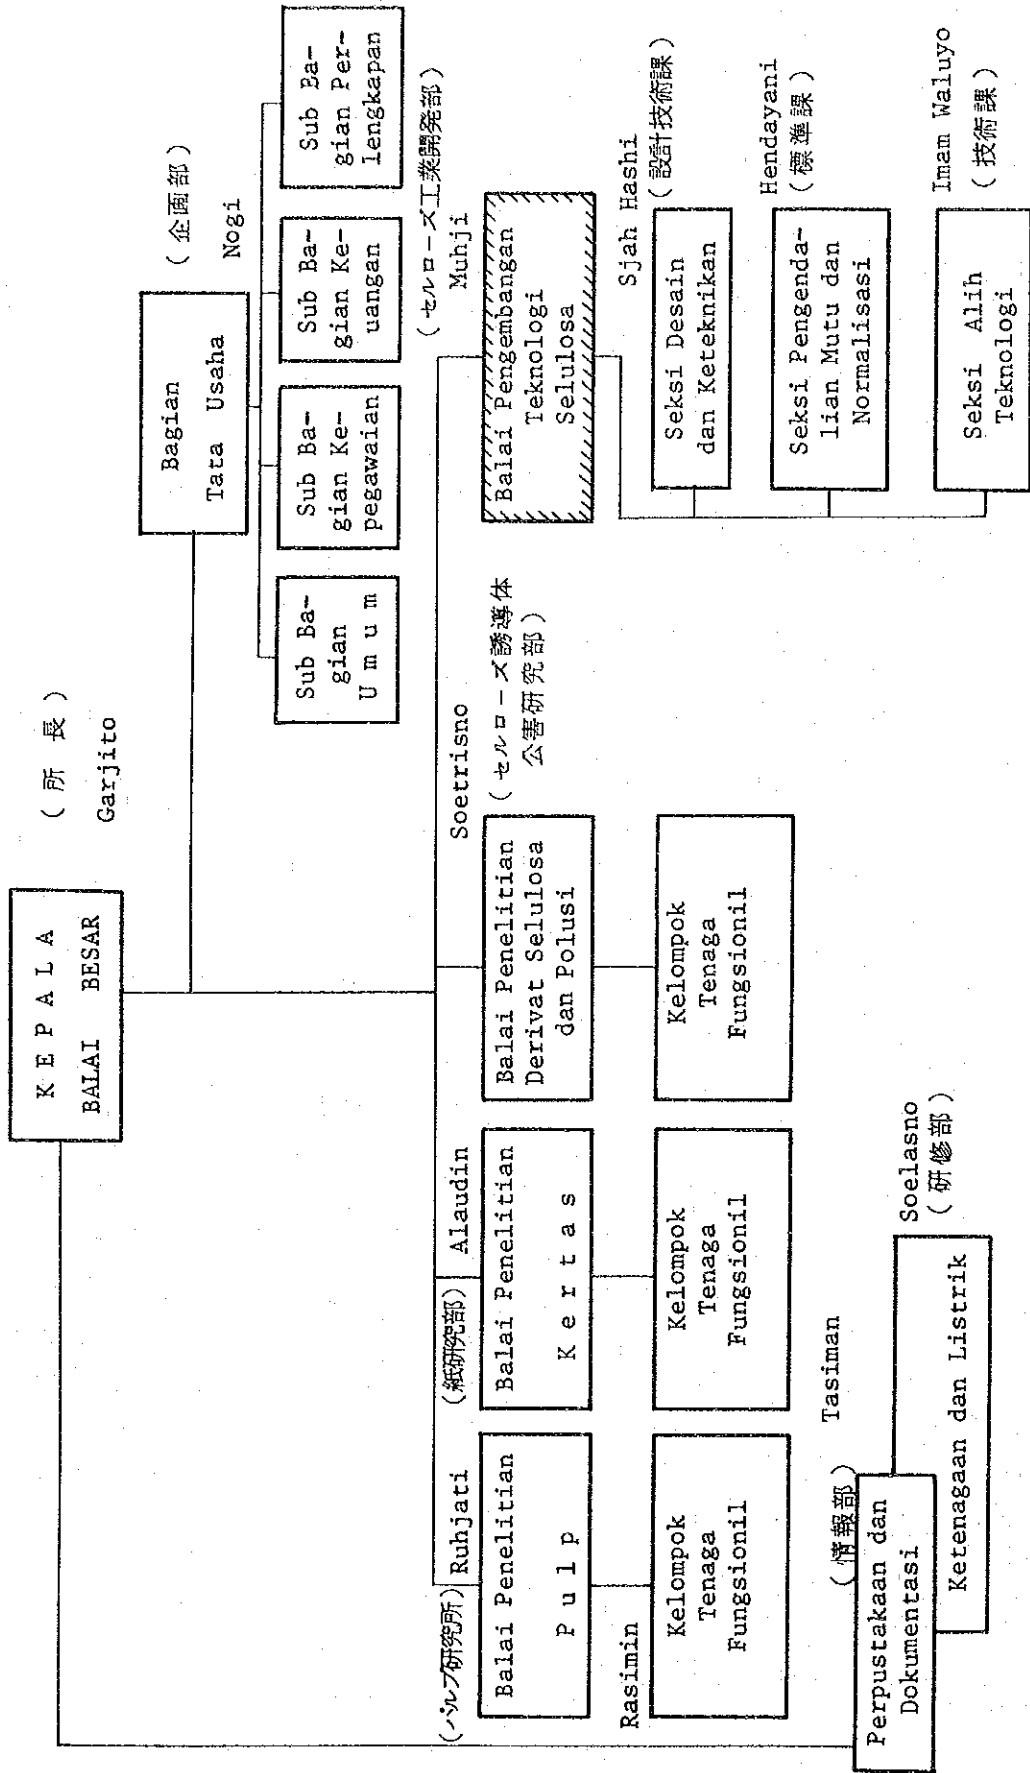 K E P A L A
BALAI BESAR
( 所 長 )
Garjito
Bagian
Tata Usaha
( 企画部 )
Nogi
Sub Ba-
gian
U m u m
Sub Ba-
gian Ke-
pegawaian
Sub Ba-
gian Ke-
uangan
Sub Ba-
gian Per-
lengkapan
(パルプ研究所)
Ruhjati
Balai Penelitian
P u l p
(紙研究部)
Alaudin
Balai Penelitian
K e r t a s
Soetrisno
( セルローズ誘導体
公害研究部 )
Balai Penelitian
Derivat Selulosa
dan Polusi
( セルローズ工業開発部 )
Muhji
Balai Pengembangan
Teknologi
Selulosa
Rasimin
Kelompok
Tenaga
Fungsionil
Kelompok
Tenaga
Fungsionil
Kelompok
Tenaga
Fungsionil
Sjah Hashi
( 設計技術課 )
Seksi Desain
dan Keteknikan
Hendayani
( 標準課 )
Seksi Pengenda-
lian Mutu dan
Normalisasi
Imam Waluyo
( 技術課 )
Seksi Alih
Teknologi
( 情報部 )
Tasiman
Perpustakaan dan
Dokumentasi
Soelasno
( 研修部 )
Ketenagaan dan Listrik